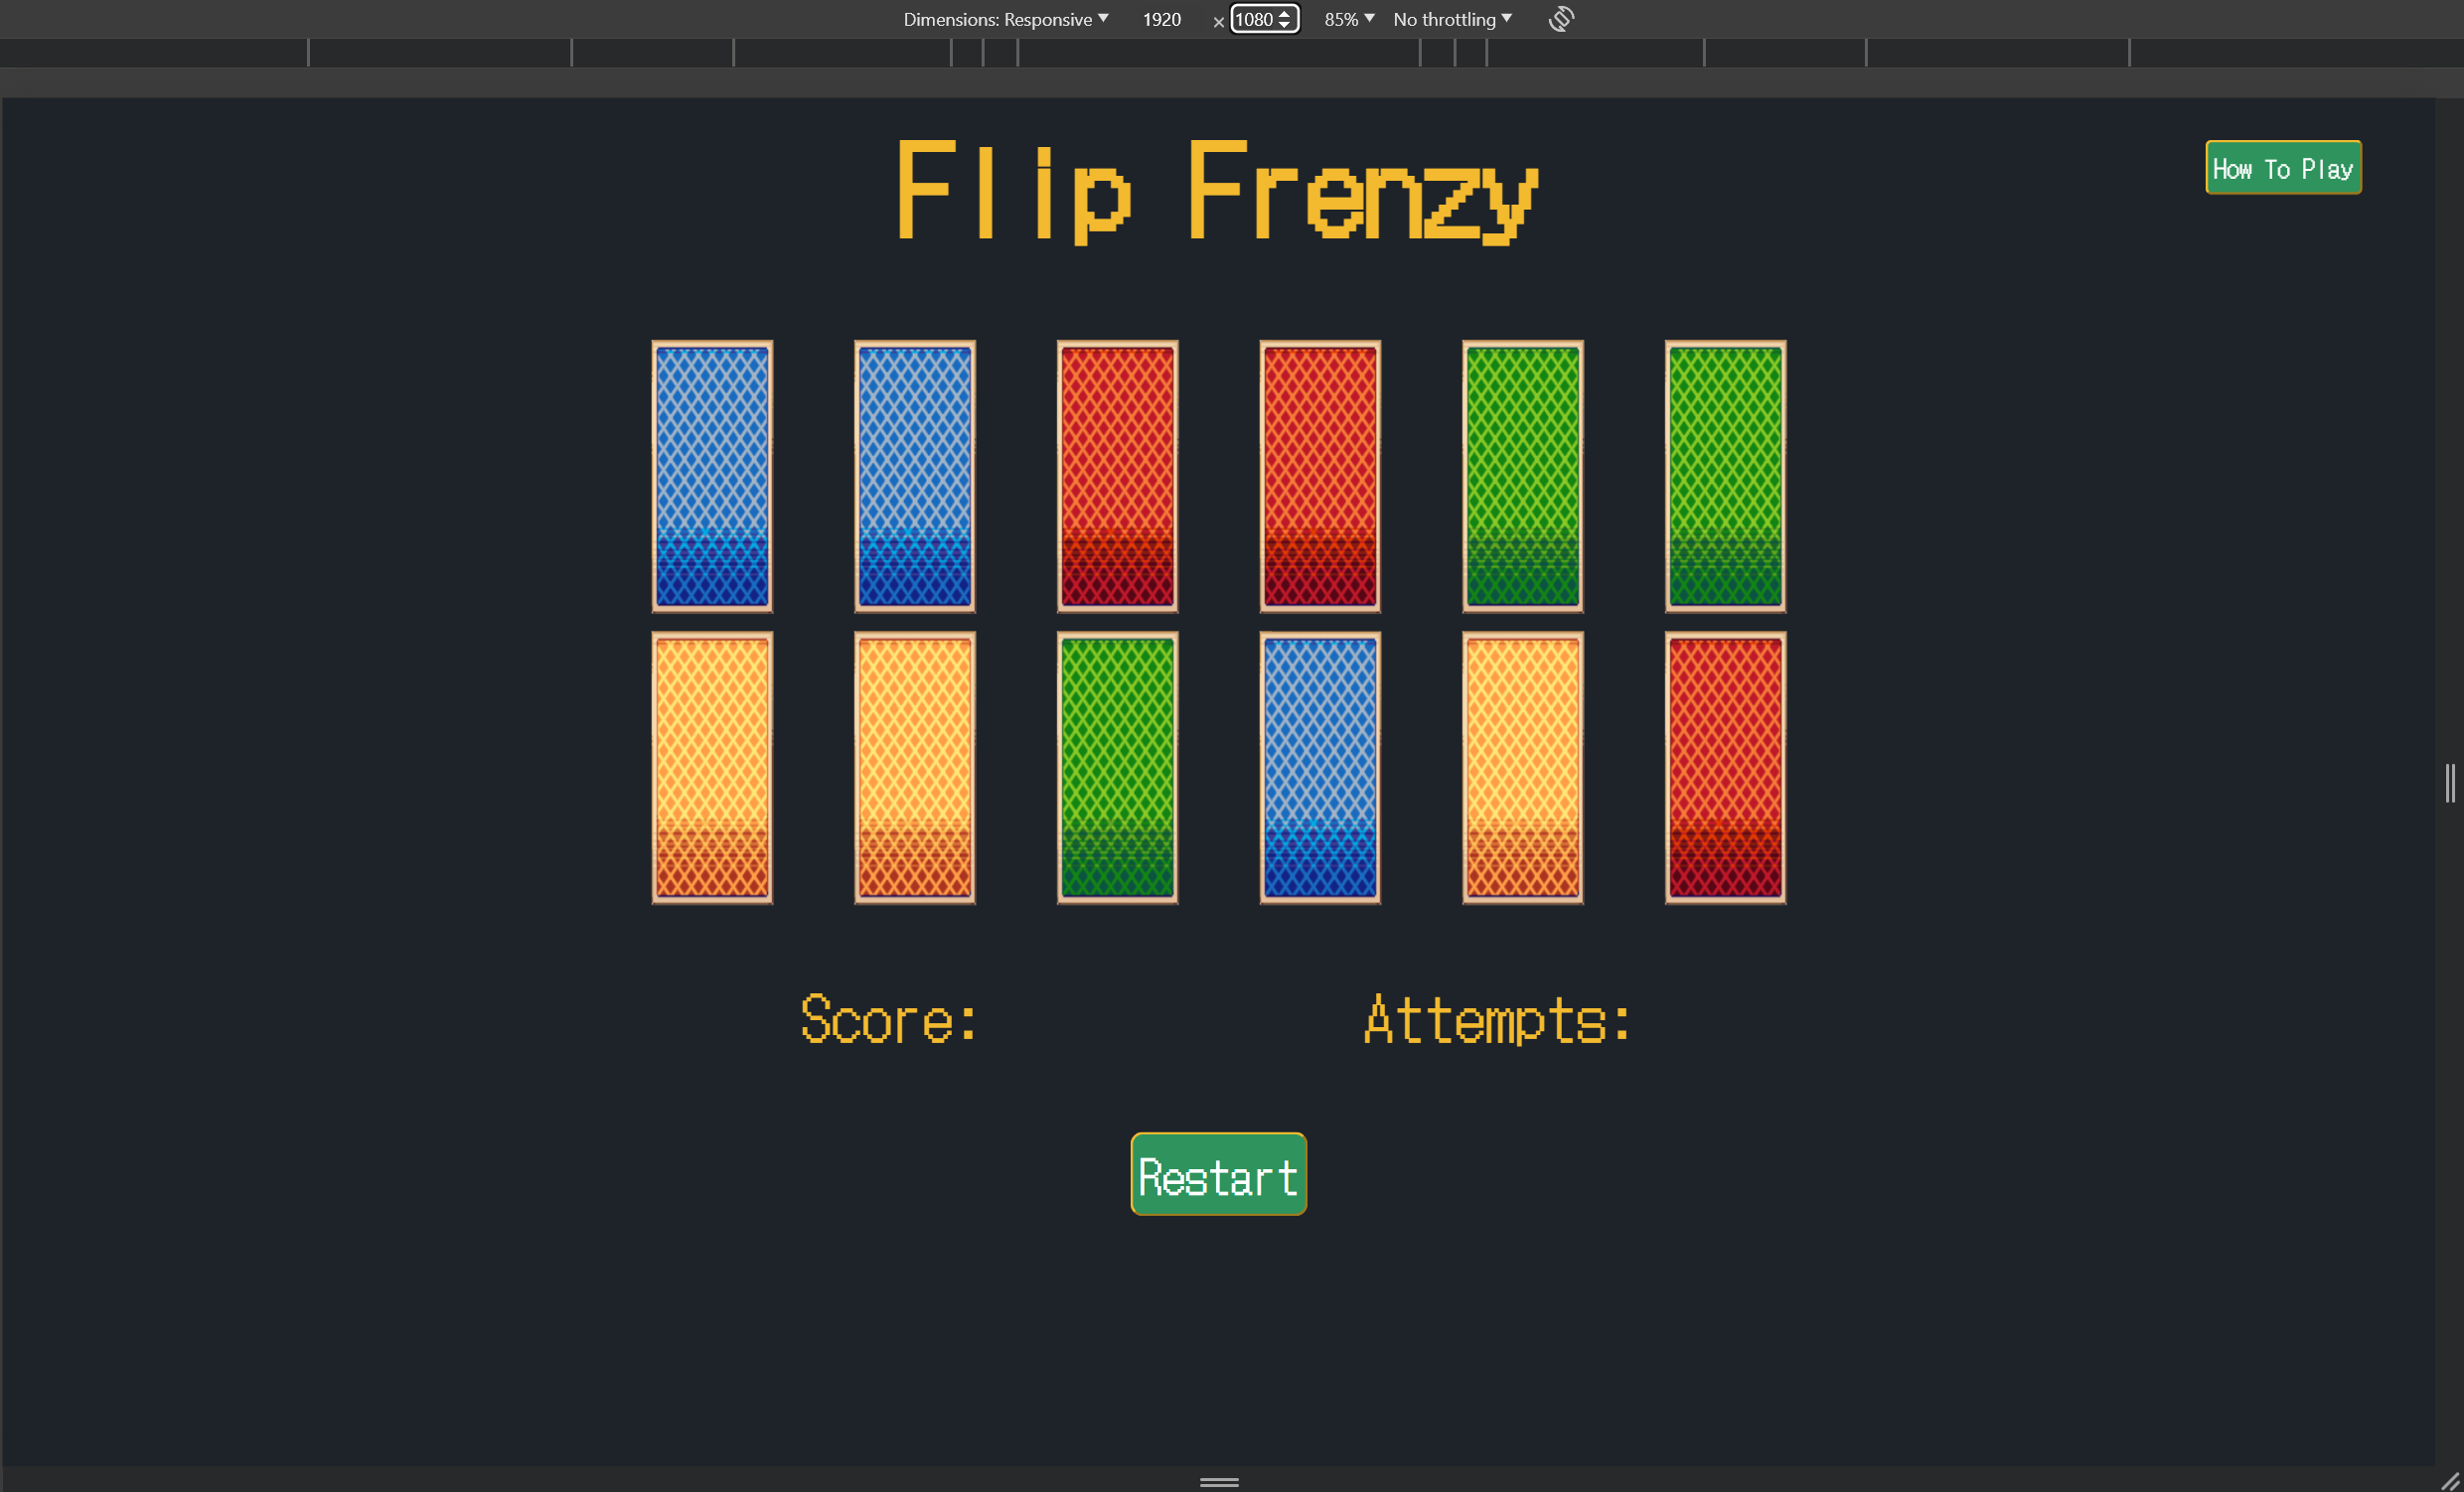 Dimensions: Responsive 1920 × 1080 85% No throttling
Flip Frenzy
How To Play
Score: Attempts:
Restart